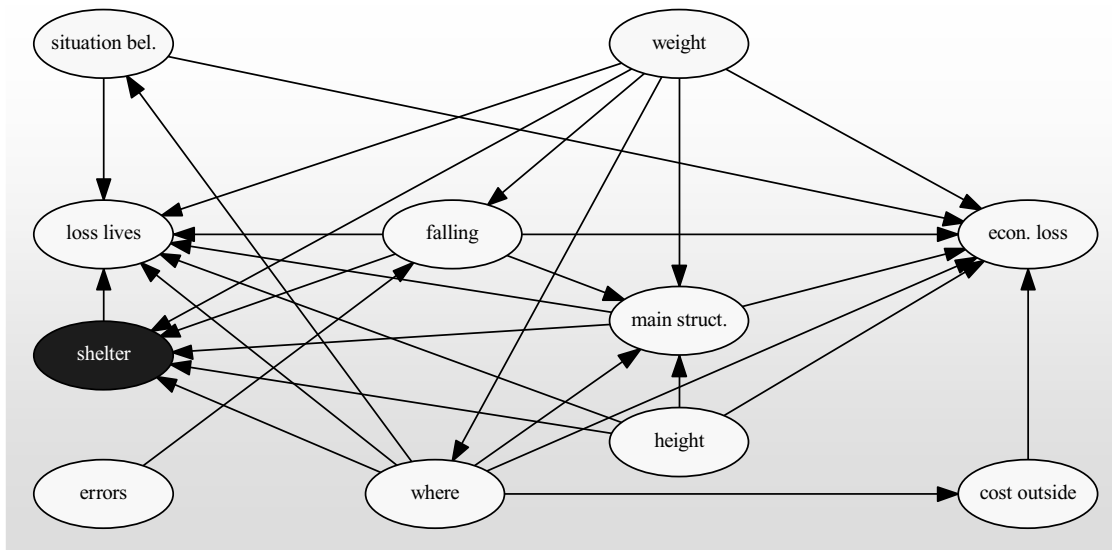 situation bel.
weight
loss lives
falling
econ. loss
main struct.
shelter
height
errors
where
cost outside